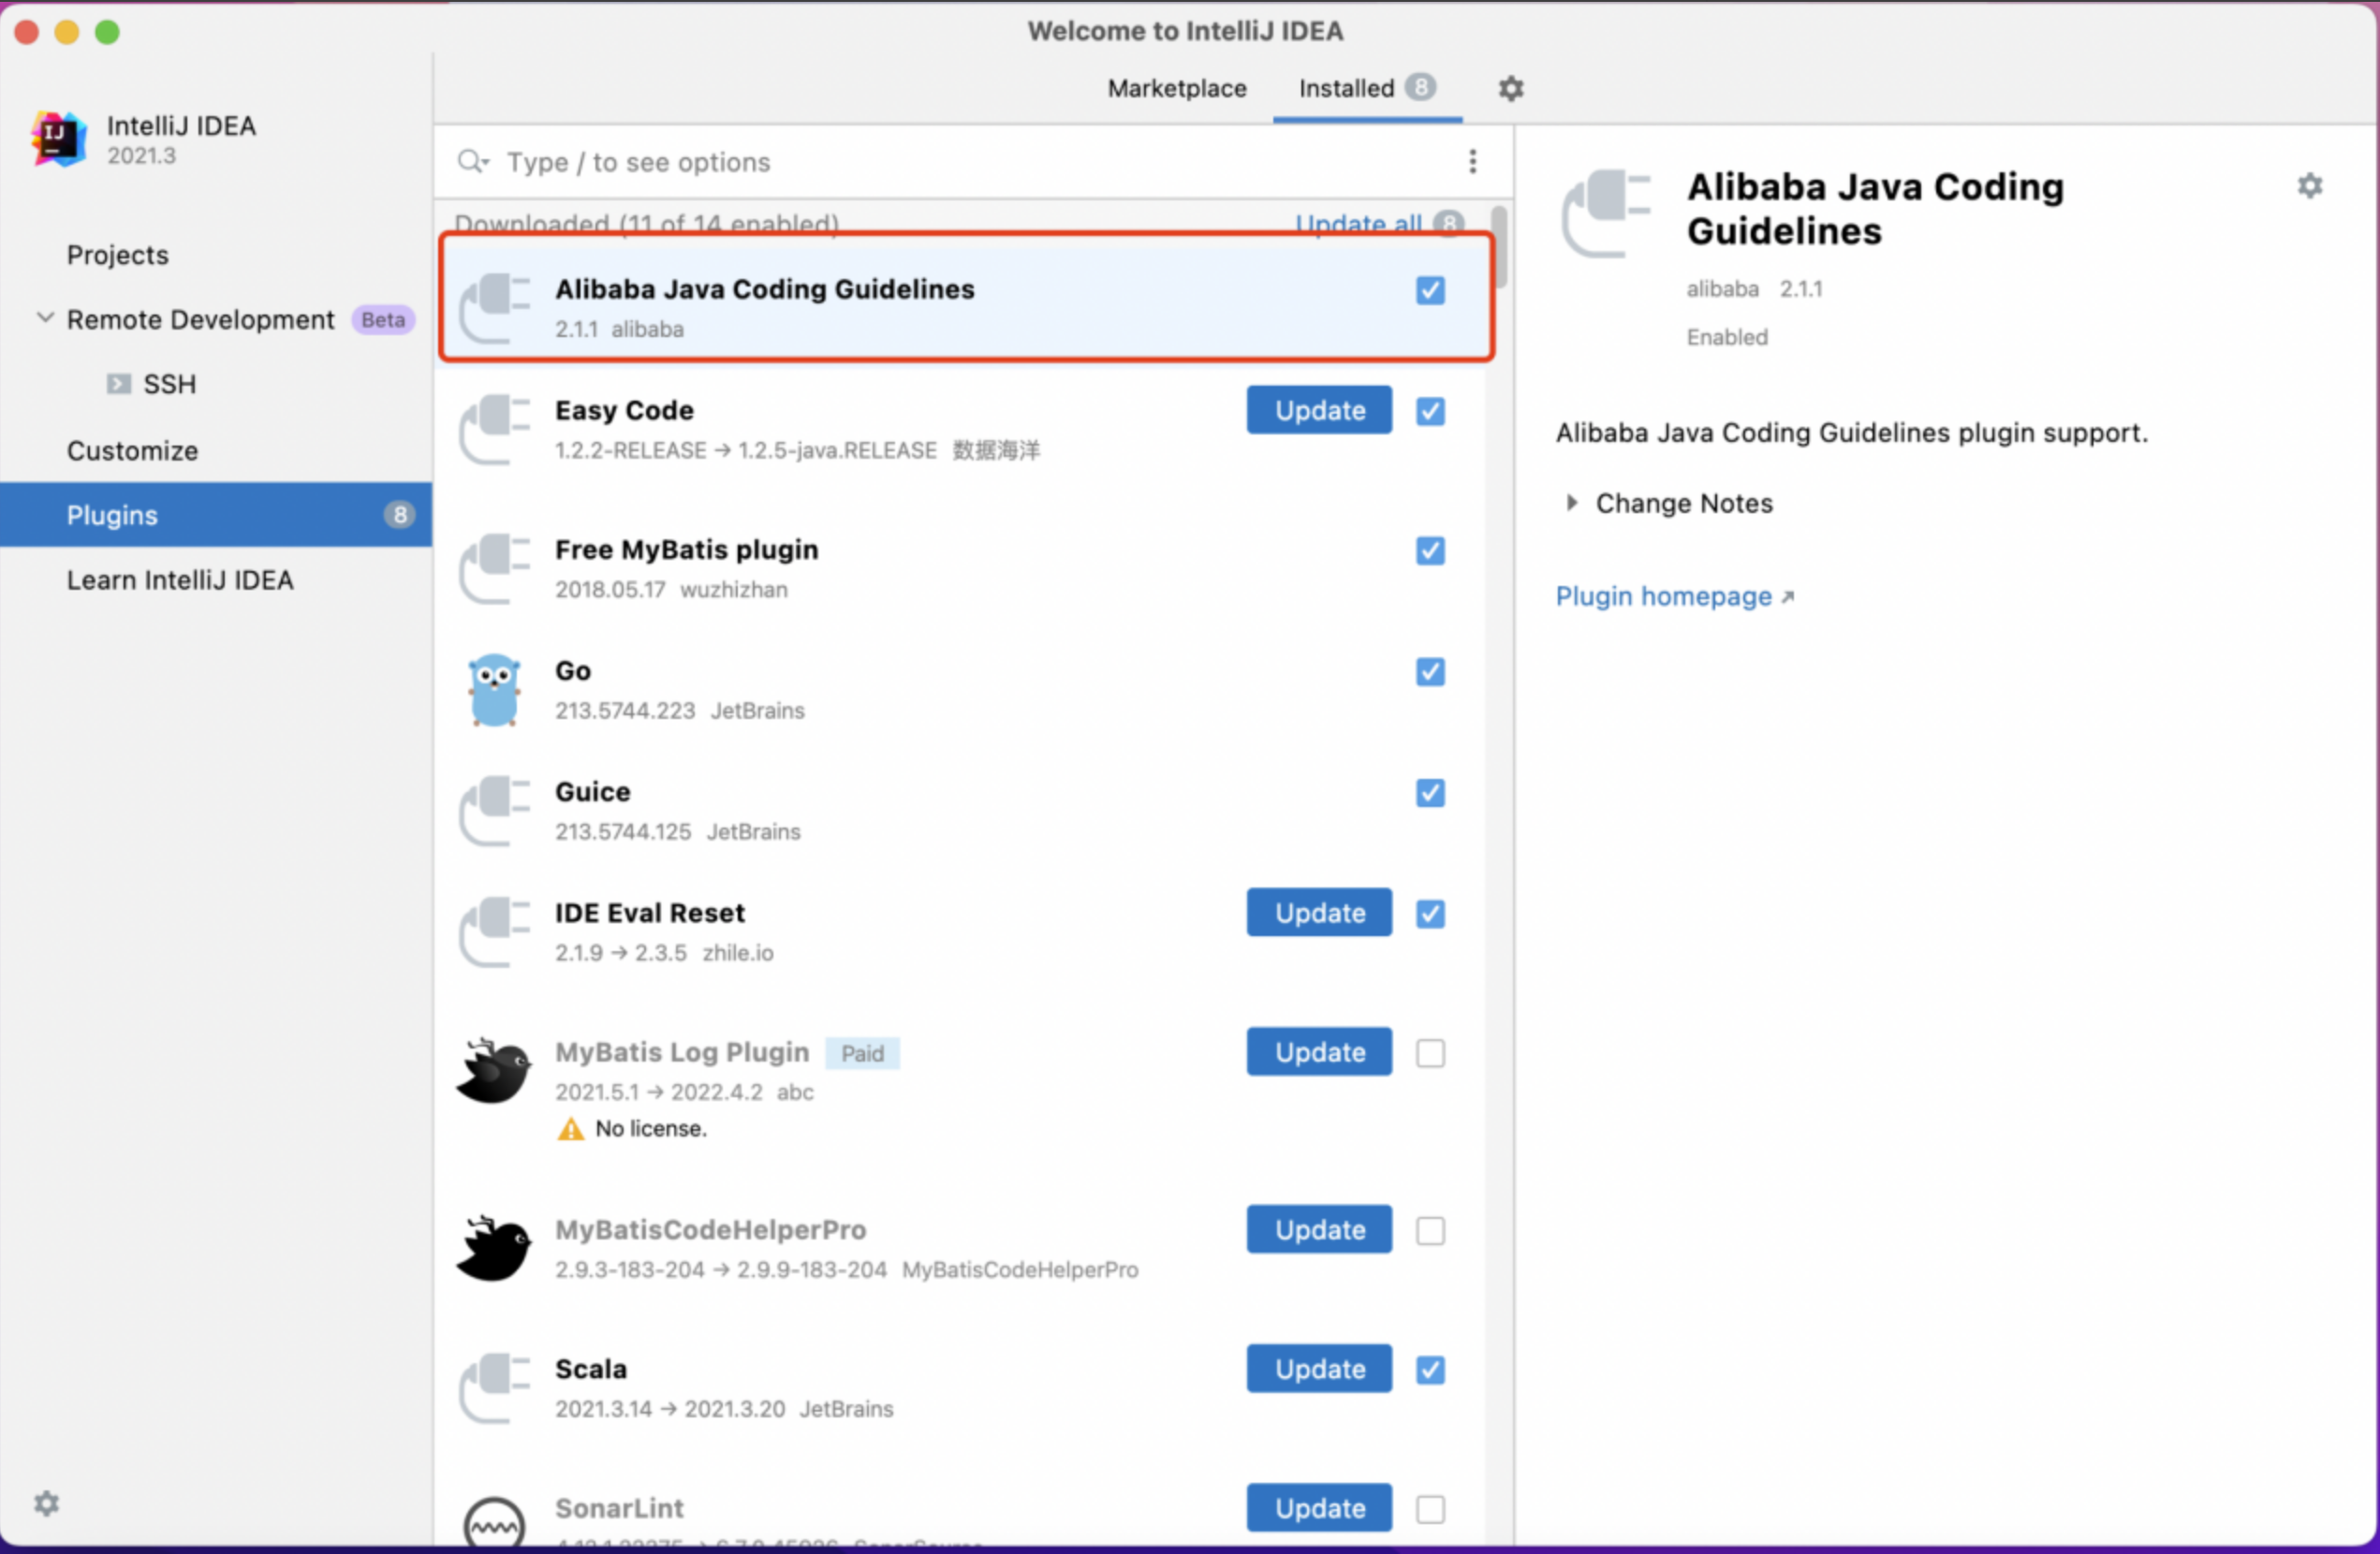 Welcome to IntelliJ IDEA
Marketplace
Installed 8
IJ
IntelliJ IDEA
2021.3
Projects
Remote Development Beta
SSH
Customize
Plugins 8
Learn IntelliJ IDEA
Type / to see options
Downloaded (11 of 14 enabled) Update all 8
Alibaba Java Coding Guidelines
2.1.1 alibaba
Easy Code Update
1.2.2-RELEASE → 1.2.5-java.RELEASE 数据海洋
Free MyBatis plugin
2018.05.17 wuzhizhan
Go
213.5744.223 JetBrains
Guice
213.5744.125 JetBrains
IDE Eval Reset Update
2.1.9 → 2.3.5 zhile.io
MyBatis Log Plugin Paid Update
2021.5.1 → 2022.4.2 abc
No license.
MyBatisCodeHelperPro Update
2.9.3-183-204 → 2.9.9-183-204 MyBatisCodeHelperPro
Scala Update
2021.3.14 → 2021.3.20 JetBrains
SonarLint Update
Alibaba Java Coding
Guidelines
alibaba 2.1.1
Enabled
Alibaba Java Coding Guidelines plugin support.
Change Notes
Plugin homepage